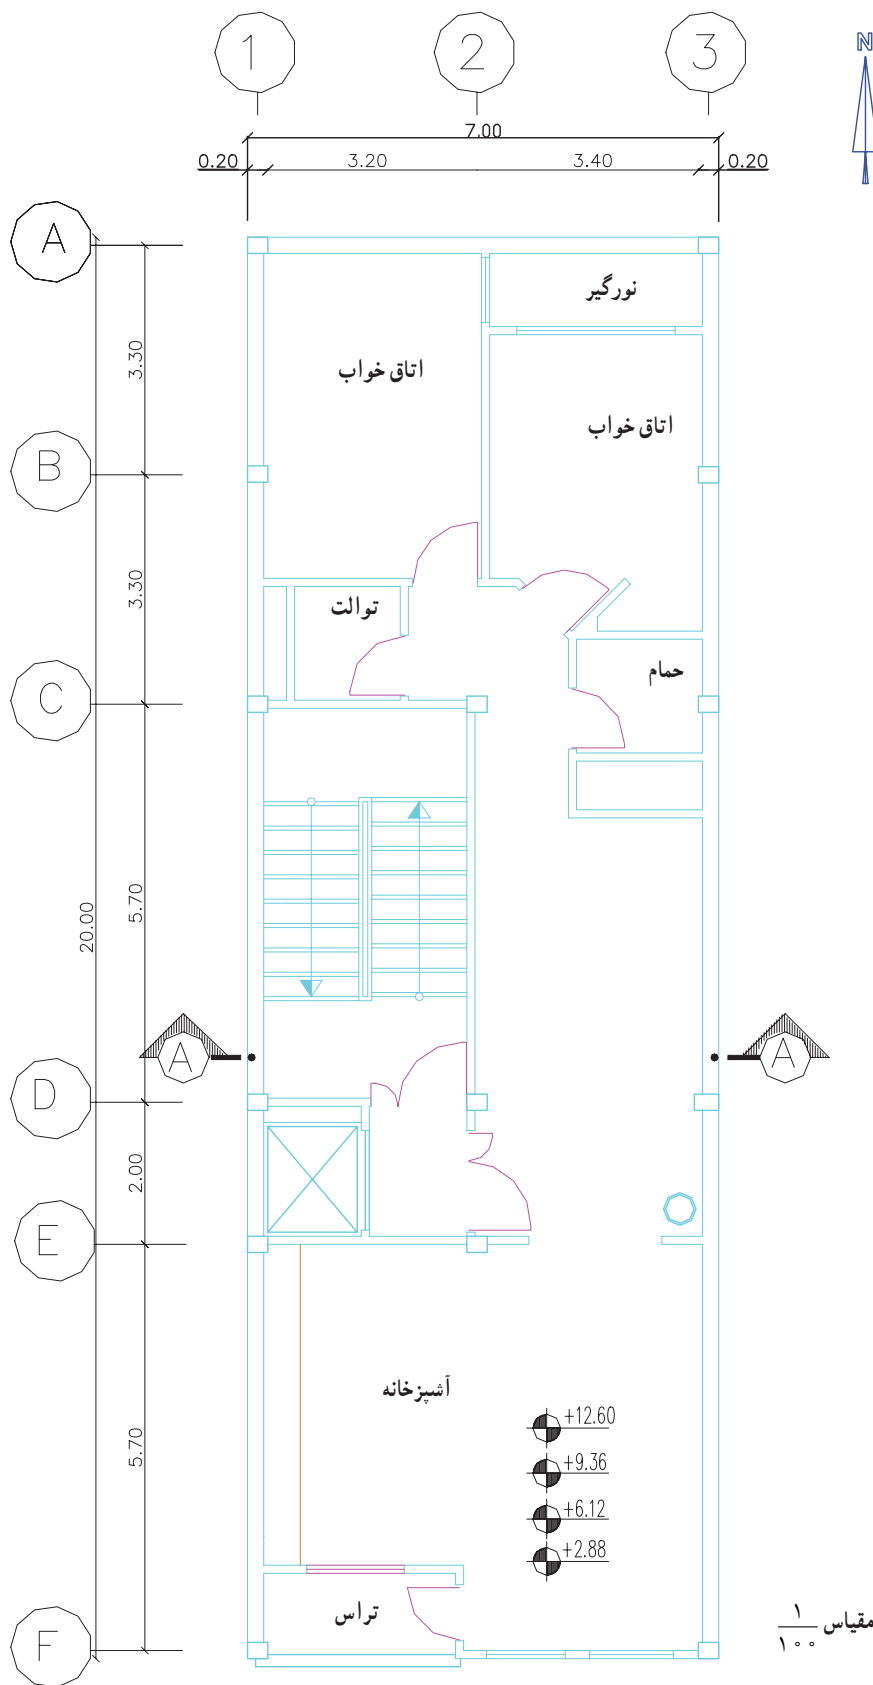 1 2 3
N
7.00
0.20 3.20 3.40 0.20
A
نورگیر
3.30
اتاق خواب
اتاق خواب
B
3.30
توالت
حمام
C
5.70
20.00
A A
D
2.00
E
آشپزخانه
+12.60
5.70
+9.36
+6.12
+2.88
تراس
مقیاس ۱/۱۰۰
F